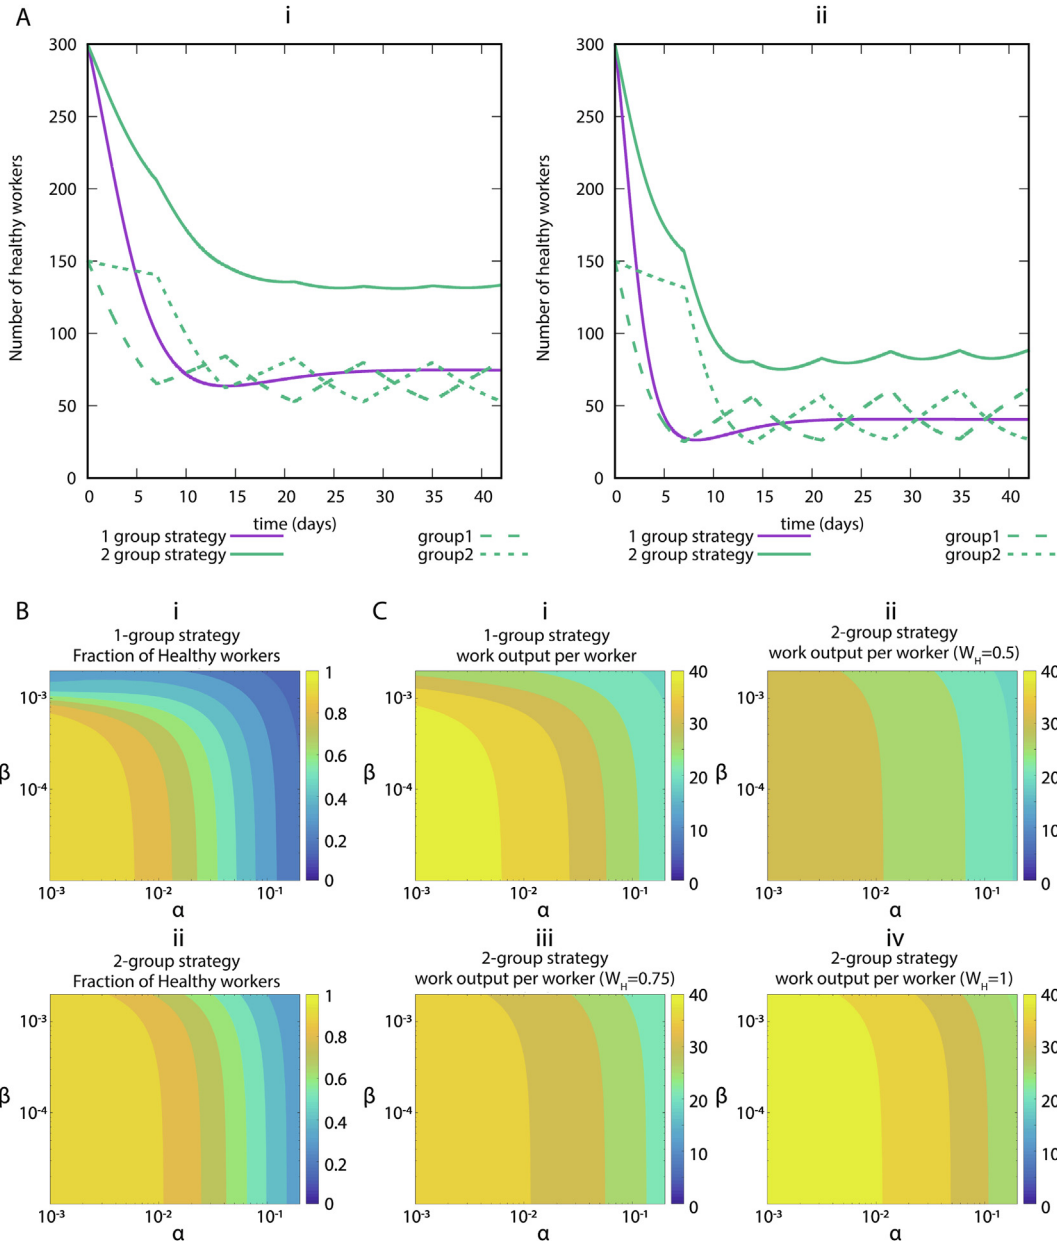 A
i
ii
300
250
200
150
100
50
0
Number of healthy workers
0 5 10 15 20 25 30 35 40
time (days)
1 group strategy
2 group strategy
group1
group2
300
250
200
150
100
50
0
Number of healthy workers
0 5 10 15 20 25 30 35 40
time (days)
1 group strategy
2 group strategy
group1
group2
B
i
1-group strategy
Fraction of Healthy workers
10⁻³
β
10⁻⁴
10⁻³ 10⁻² 10⁻¹
α
1
0.8
0.6
0.4
0.2
0
C
i
1-group strategy
work output per worker
10⁻³
β
10⁻⁴
10⁻³ 10⁻² 10⁻¹
α
40
30
20
10
0
ii
2-group strategy
work output per worker (W_H=0.5)
10⁻³
β
10⁻⁴
10⁻³ 10⁻² 10⁻¹
α
40
30
20
10
0
ii
2-group strategy
Fraction of Healthy workers
10⁻³
β
10⁻⁴
10⁻³ 10⁻² 10⁻¹
α
1
0.8
0.6
0.4
0.2
0
iii
2-group strategy
work output per worker (W_H=0.75)
10⁻³
β
10⁻⁴
10⁻³ 10⁻² 10⁻¹
α
40
30
20
10
0
iv
2-group strategy
work output per worker (W_H=1)
10⁻³
β
10⁻⁴
10⁻³ 10⁻² 10⁻¹
α
40
30
20
10
0